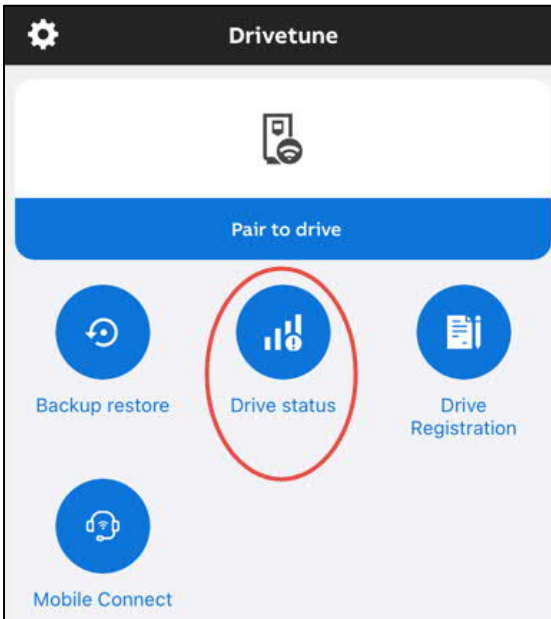 Drivetune
Pair to drive
Backup restore
Drive status
Drive
Registration
Mobile Connect